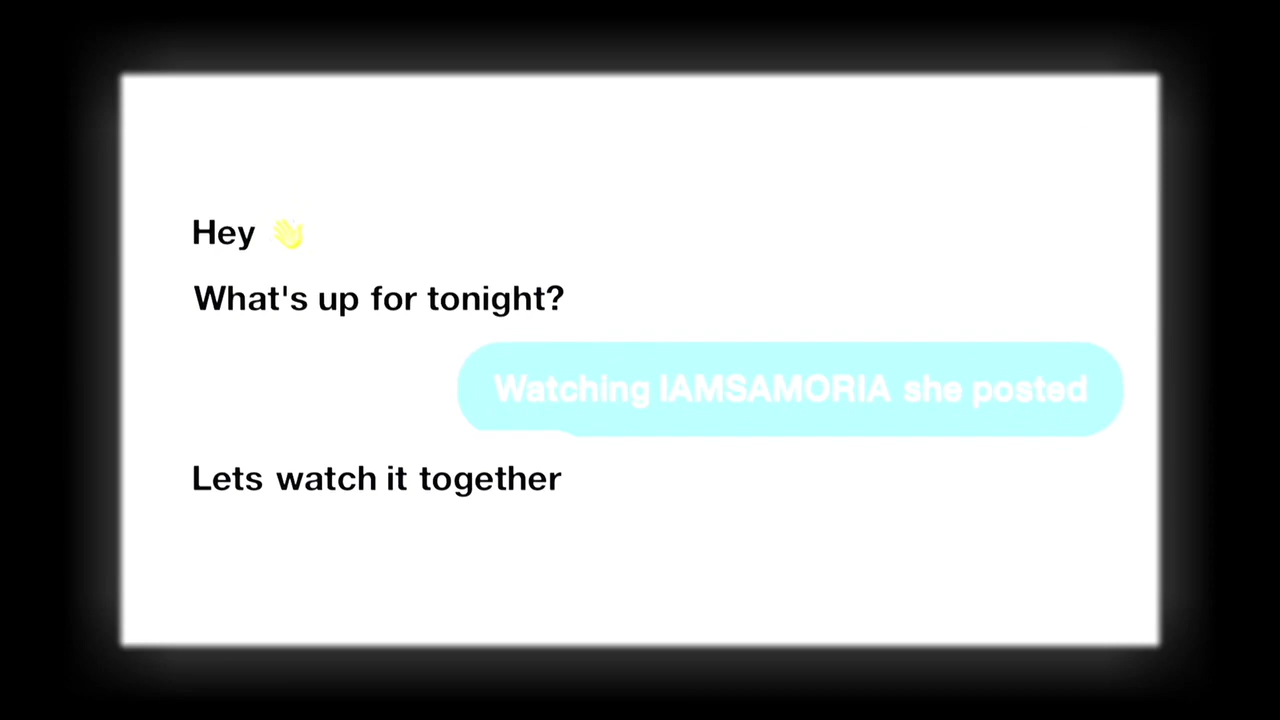 Hey 👋
What's up for tonight?
Watching IAMSAMORIA she posted
Lets watch it together